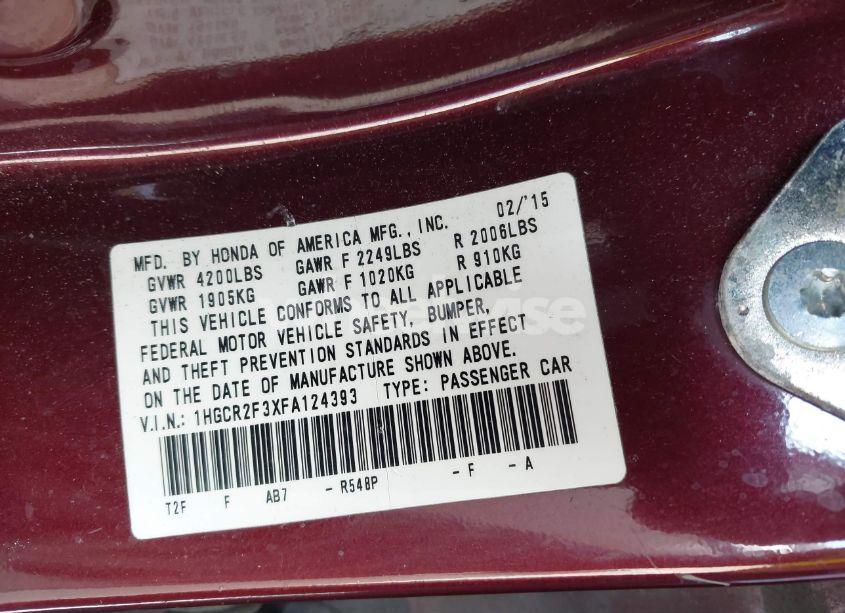 MFD. BY HONDA OF AMERICA MFG., INC. 02/'15
GVWR 4200LBS GAWR F 2249LBS R 2006LBS
GVWR 1905KG GAWR F 1020KG R 910KG
THIS VEHICLE CONFORMS TO ALL APPLICABLE
FEDERAL MOTOR VEHICLE SAFETY, BUMPER,
AND THEFT PREVENTION STANDARDS IN EFFECT
ON THE DATE OF MANUFACTURE SHOWN ABOVE.
V.I.N.: 1HGCR2F3XFA124393 TYPE: PASSENGER CAR
T2F F AB7 - R548P - F - A